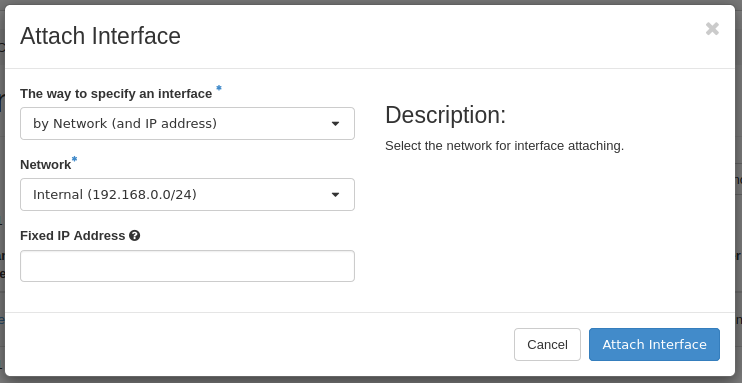 Attach Interface
The way to specify an interface *
by Network (and IP address)
Network*
Internal (192.168.0.0/24)
Fixed IP Address
Description:
Select the network for interface attaching.
Cancel
Attach Interface